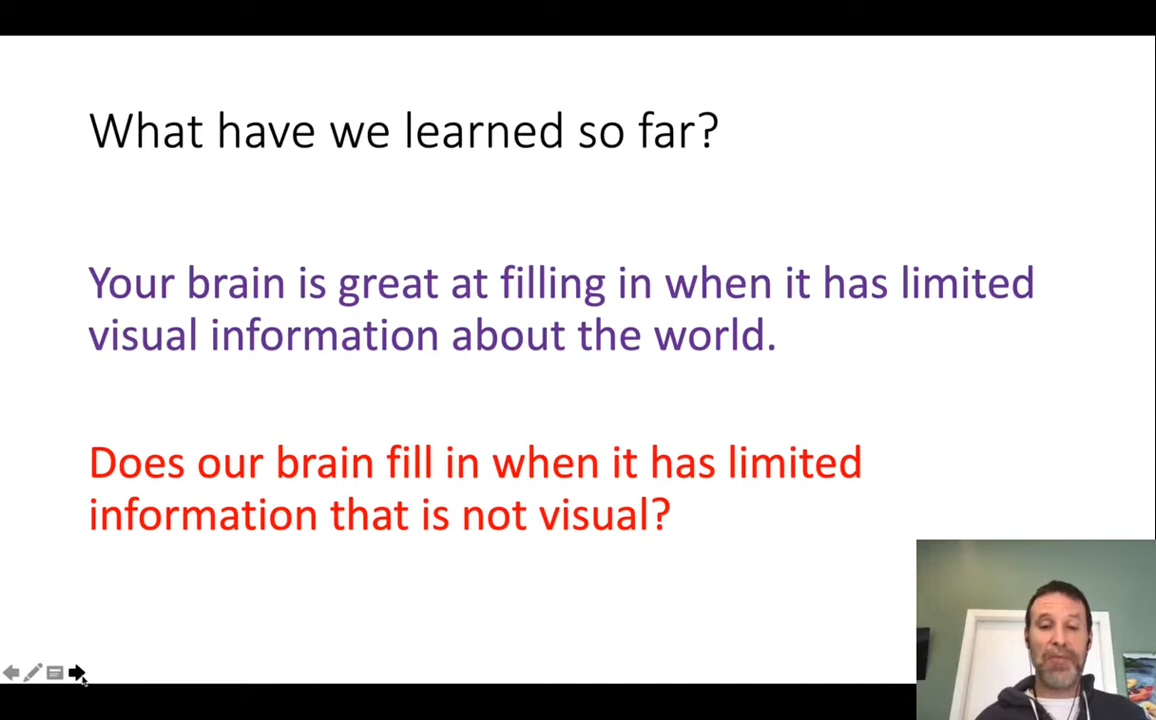 What have we learned so far?
Your brain is great at filling in when it has limited
visual information about the world.
Does our brain fill in when it has limited
information that is not visual?